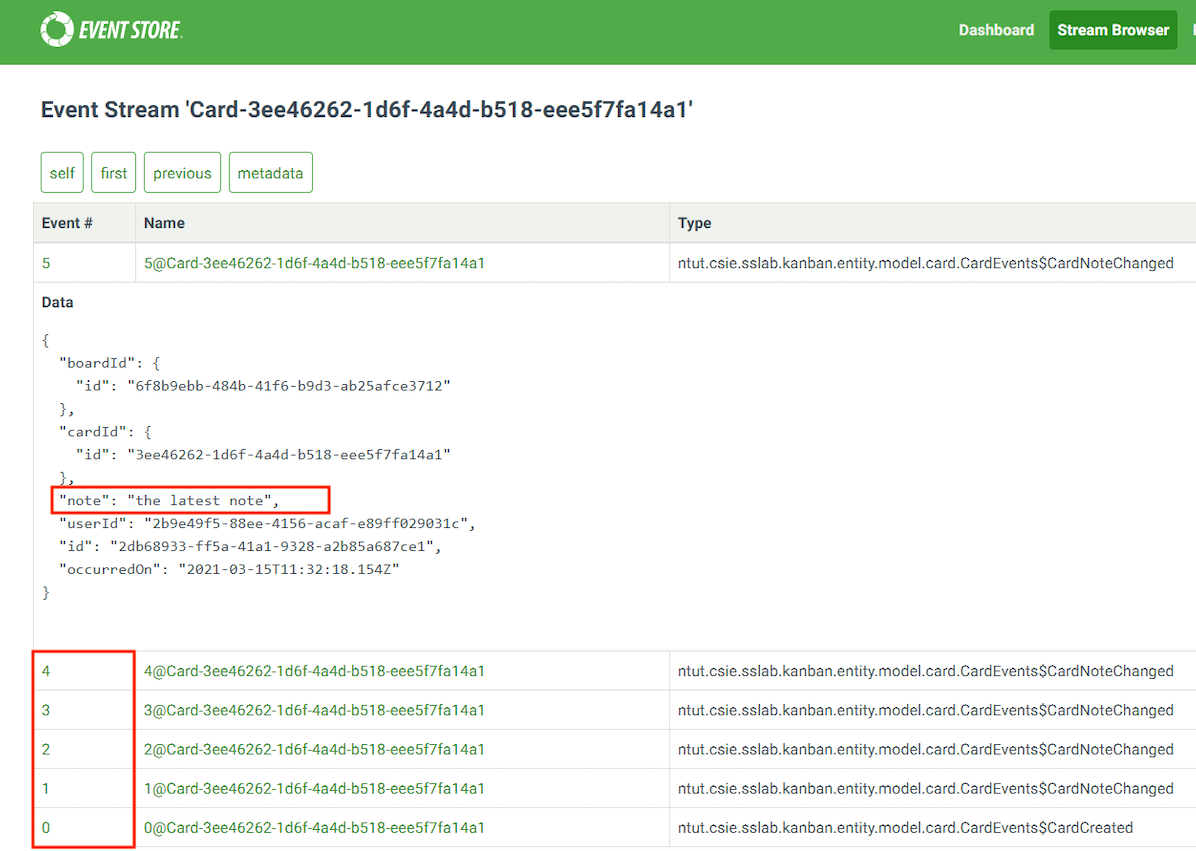 EVENT STORE.
Dashboard Stream Browser
Event Stream 'Card-3ee46262-1d6f-4a4d-b518-eee5f7fa14a1'
self first previous metadata
Event # Name Type
5 5@Card-3ee46262-1d6f-4a4d-b518-eee5f7fa14a1 ntut.csie.sslab.kanban.entity.model.card.CardEvents$CardNoteChanged
Data
{
"boardId": {
"id": "6f8b9ebb-484b-41f6-b9d3-ab25afce3712"
},
"cardId": {
"id": "3ee46262-1d6f-4a4d-b518-eee5f7fa14a1"
},
"note": "the latest note",
"userId": "2b9e49f5-88ee-4156-acaf-e89ff029031c",
"id": "2db68933-ff5a-41a1-9328-a2b85a687ce1",
"occurredOn": "2021-03-15T11:32:18.154Z"
}
4 4@Card-3ee46262-1d6f-4a4d-b518-eee5f7fa14a1 ntut.csie.sslab.kanban.entity.model.card.CardEvents$CardNoteChanged
3 3@Card-3ee46262-1d6f-4a4d-b518-eee5f7fa14a1 ntut.csie.sslab.kanban.entity.model.card.CardEvents$CardNoteChanged
2 2@Card-3ee46262-1d6f-4a4d-b518-eee5f7fa14a1 ntut.csie.sslab.kanban.entity.model.card.CardEvents$CardNoteChanged
1 1@Card-3ee46262-1d6f-4a4d-b518-eee5f7fa14a1 ntut.csie.sslab.kanban.entity.model.card.CardEvents$CardNoteChanged
0 0@Card-3ee46262-1d6f-4a4d-b518-eee5f7fa14a1 ntut.csie.sslab.kanban.entity.model.card.CardEvents$CardCreated